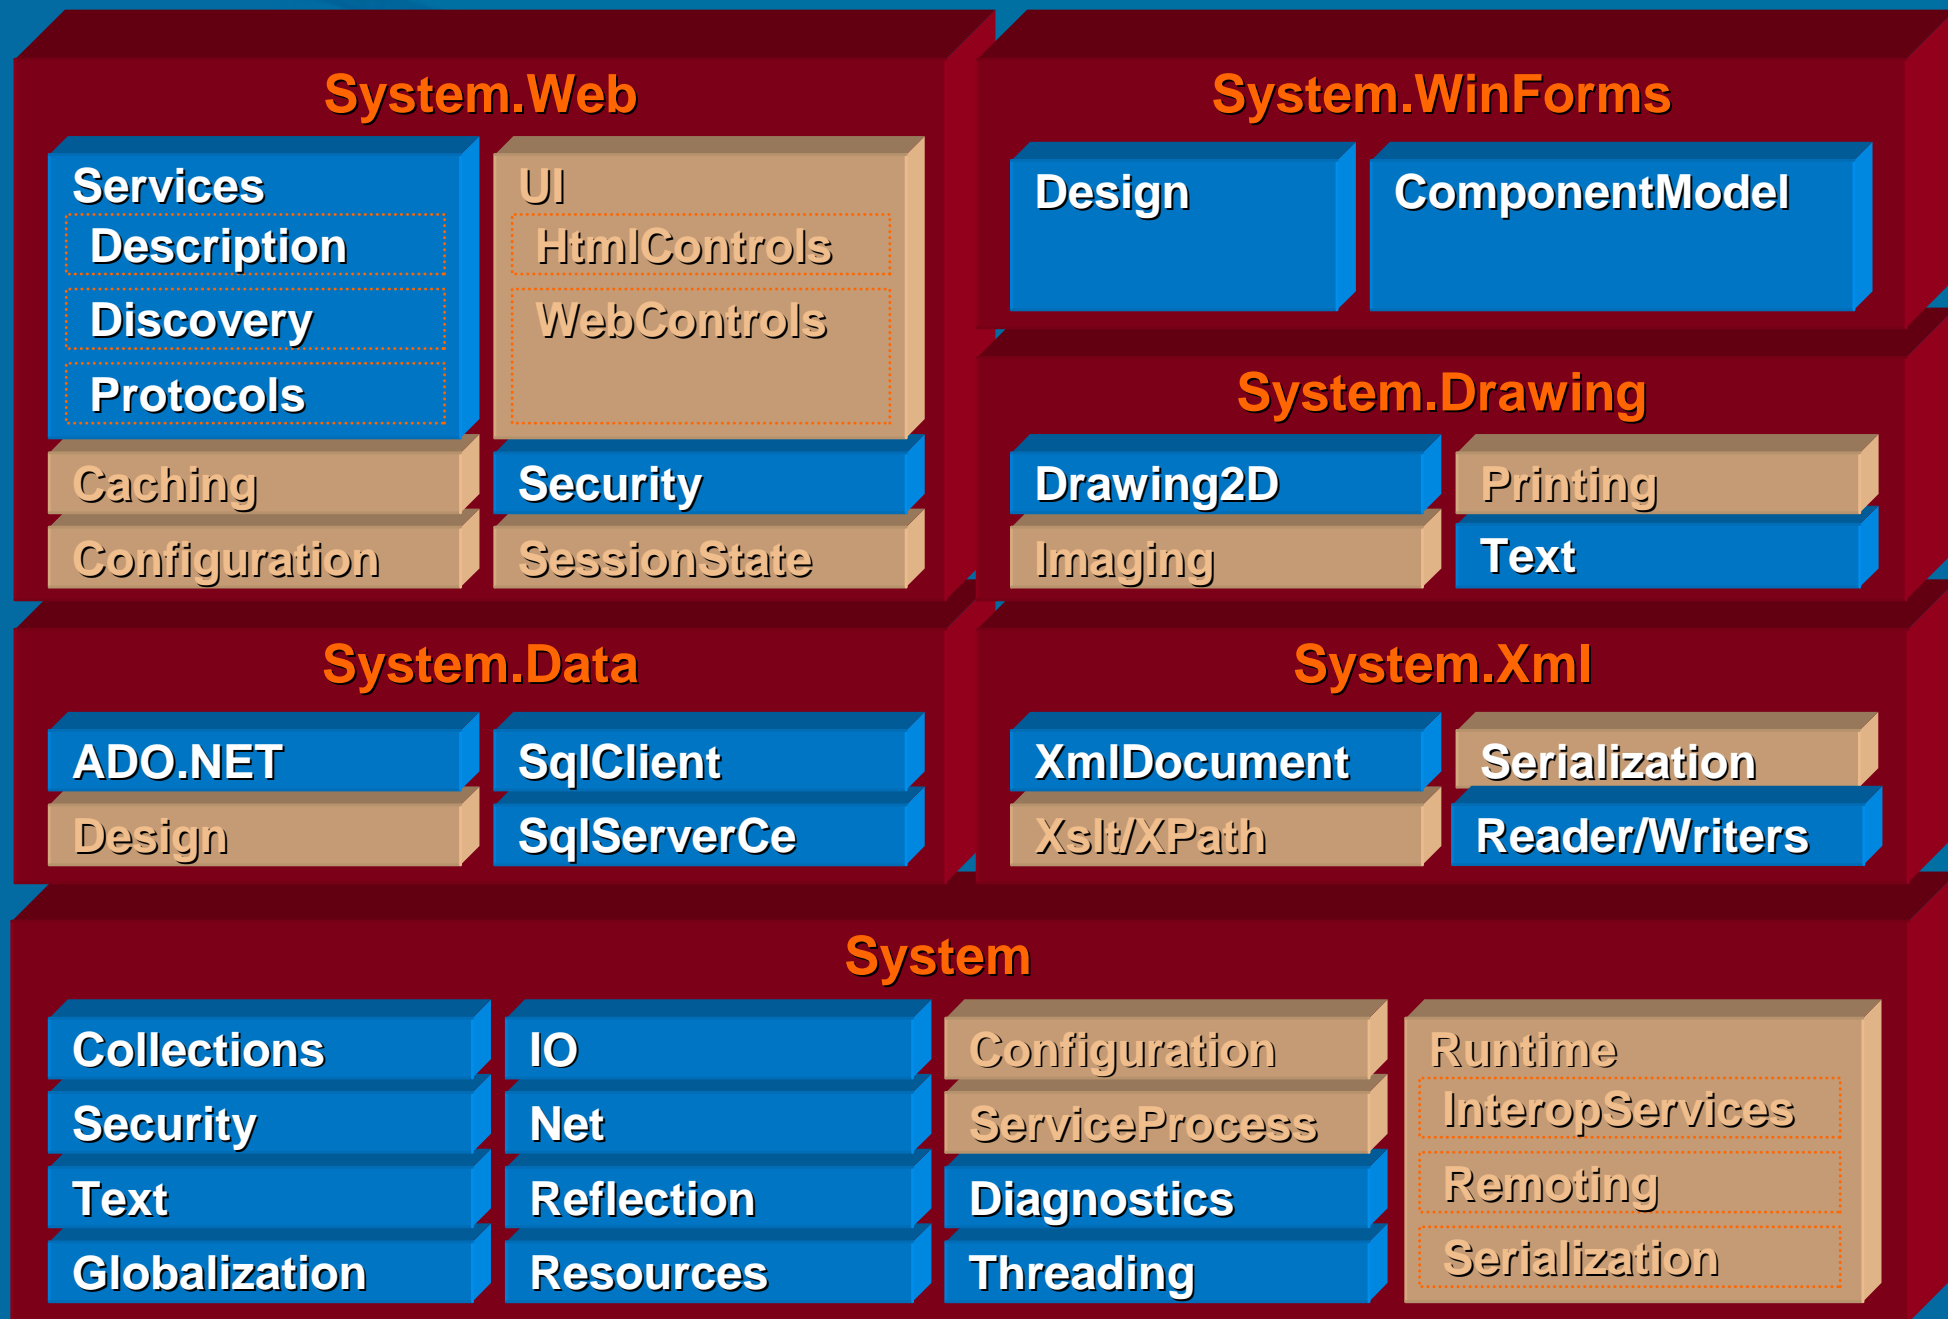 System.Web
Services
Description
Discovery
Protocols
UI
HtmlControls
WebControls
Caching
Security
Configuration
SessionState
System.WinForms
Design
ComponentModel
System.Drawing
Drawing2D
Printing
Imaging
Text
System.Data
ADO.NET
SqlClient
Design
SqlServerCe
System.Xml
XmlDocument
Serialization
Xslt/XPath
Reader/Writers
System
Collections
IO
Configuration
Runtime
Security
Net
ServiceProcess
InteropServices
Text
Reflection
Diagnostics
Remoting
Globalization
Resources
Threading
Serialization